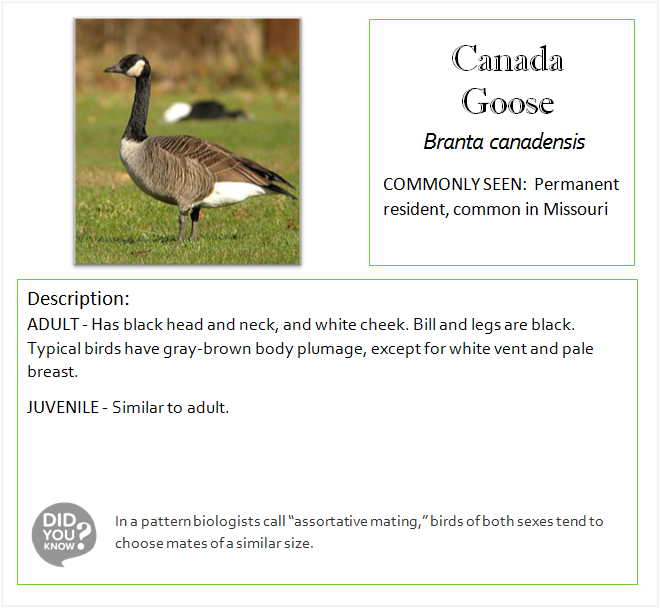 Canada
Goose
Branta canadensis
COMMONLY SEEN: Permanent
resident, common in Missouri
Description:
ADULT - Has black head and neck, and white cheek. Bill and legs are black.
Typical birds have gray-brown body plumage, except for white vent and pale
breast.
JUVENILE - Similar to adult.
DID
YOU
KNOW?
In a pattern biologists call “assortative mating,” birds of both sexes tend to
choose mates of a similar size.